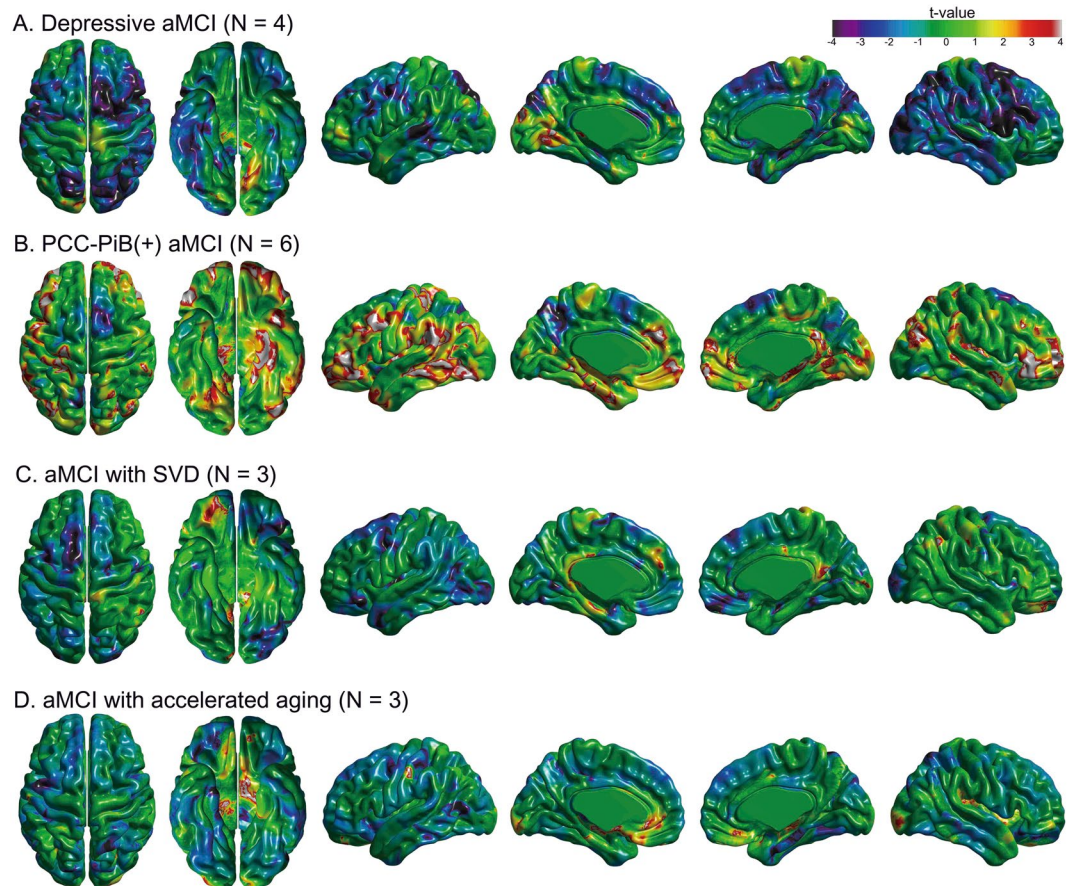 A. Depressive aMCI (N = 4)
t-value
-4 -3 -2 -1 0 1 2 3 4
B. PCC-PiB(+) aMCI (N = 6)
C. aMCI with SVD (N = 3)
D. aMCI with accelerated aging (N = 3)